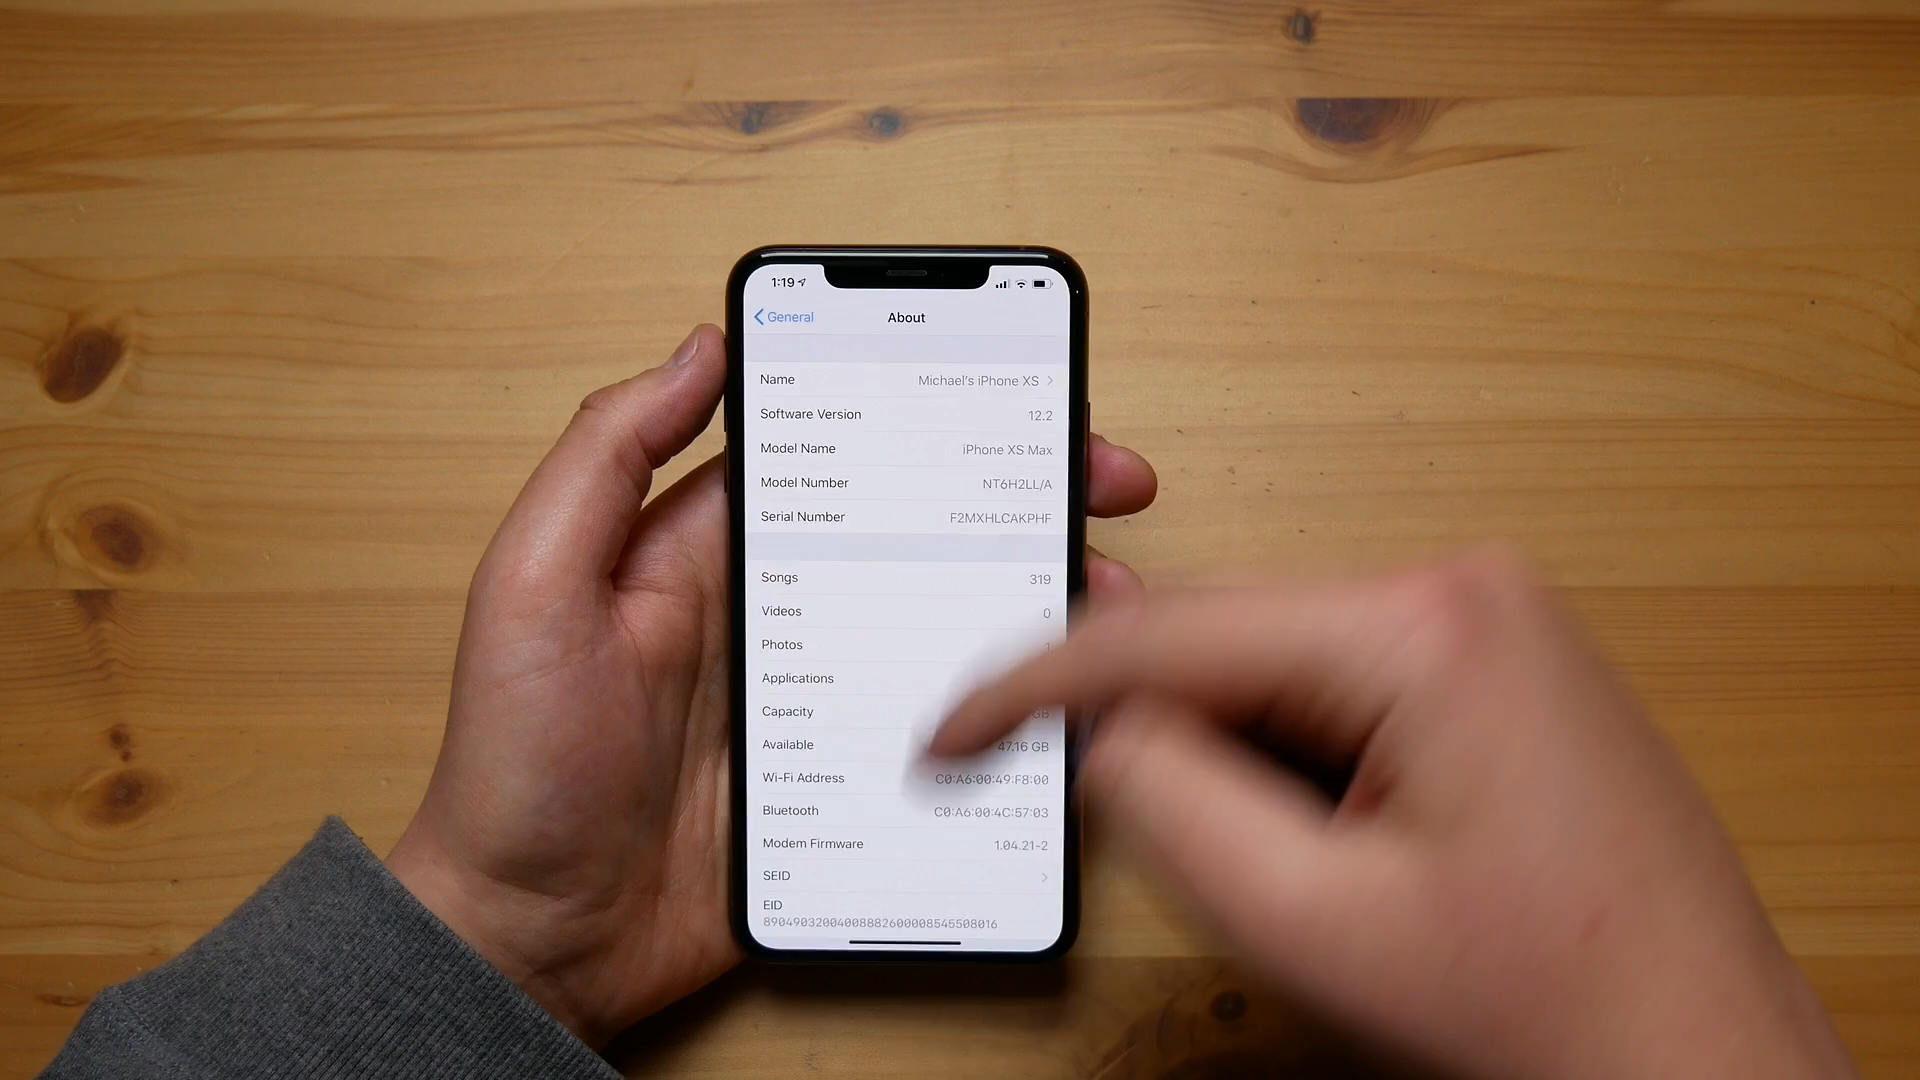 1:19
General
About
Name Michael's iPhone XS
Software Version 12.2
Model Name iPhone XS Max
Model Number NT6H2LL/A
Serial Number F2MXHLCAKPHF
Songs 319
Videos 0
Photos 1
Applications
Capacity GB
Available 47.16 GB
Wi-Fi Address C0:A6:00:49:F8:00
Bluetooth C0:A6:00:4C:57:03
Modem Firmware 1.04.21-2
SEID
EID
89049032004008882600008545508016